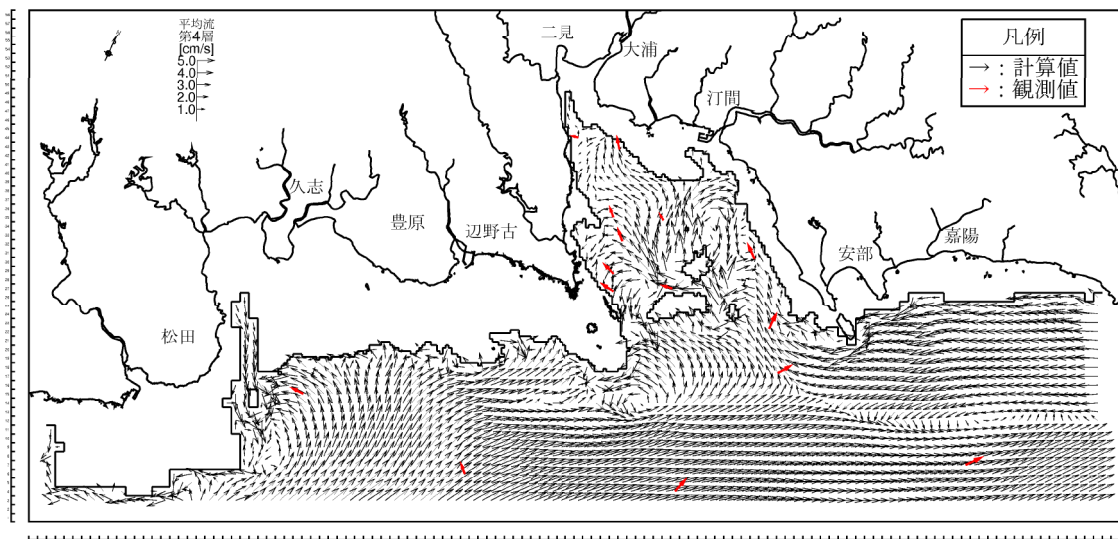 平均流
第4層
[cm/s]
5.0
4.0
3.0
2.0
1.0
二見
大浦
汀間
凡例
→：計算値
→：観測値
久志
豊原
辺野古
安部
嘉陽
松田